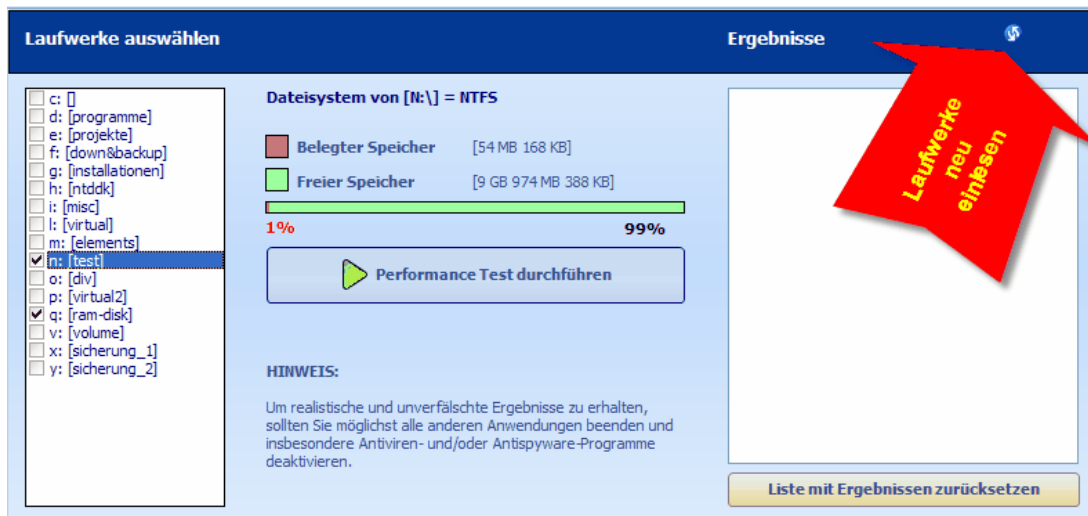 Laufwerke auswählen
Ergebnisse
c: []
d: [programme]
e: [projekte]
f: [down&backup]
g: [installationen]
h: [ntddk]
i: [misc]
l: [virtual]
m: [elements]
n: [test]
o: [div]
p: [virtual2]
q: [ram-disk]
v: [volume]
x: [sicherung_1]
y: [sicherung_2]
Dateisystem von [N:\] = NTFS
Belegter Speicher [54 MB 168 KB]
Freier Speicher [9 GB 974 MB 388 KB]
1% 99%
Performance Test durchführen
HINWEIS:
Um realistische und unverfälschte Ergebnisse zu erhalten,
sollten Sie möglichst alle anderen Anwendungen beenden und
insbesondere Antiviren- und/oder Antispyware-Programme
deaktivieren.
Laufwerke
neu
einlesen
Liste mit Ergebnissen zurücksetzen